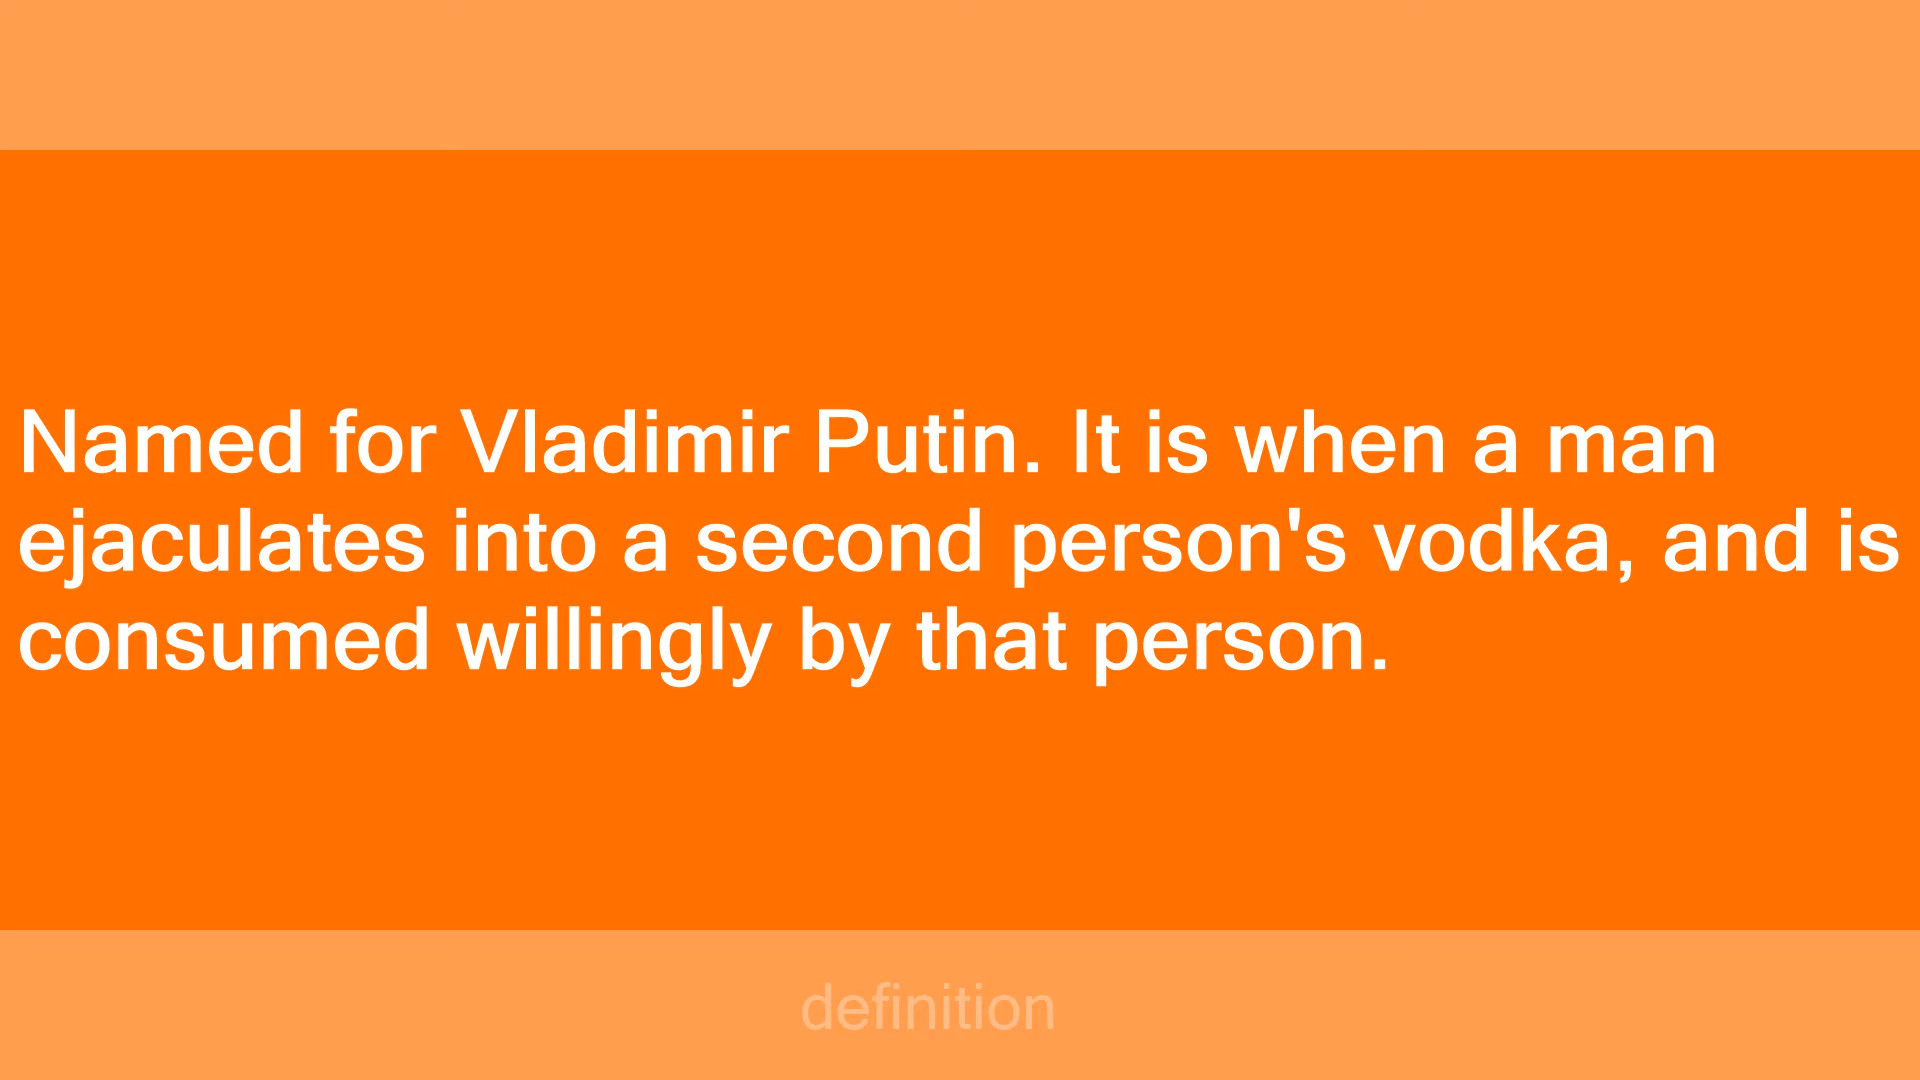 Named for Vladimir Putin. It is when a man
ejaculates into a second person's vodka, and is
consumed willingly by that person.
definition